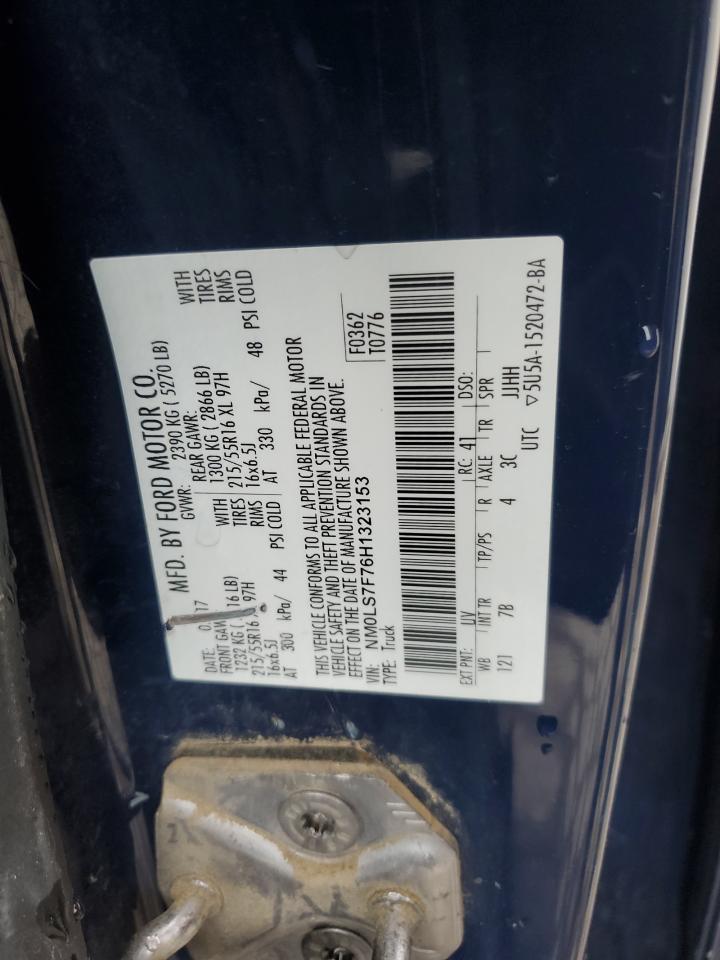 MFD. BY FORD MOTOR CO.
DATE: 17 GVWR: 2390 KG ( 5270 LB)
FRONT REAR GAWR:
1232 KG WITH 1300 KG ( 2866 LB) WITH
215/55R16 97H TIRES 215/55R16 XL 97H TIRES
16x6.5J RIMS 16x6.5J RIMS
AT 300 kPa/ 44 PSI COLD AT 330 kPa/ 48 PSI COLD
THIS VEHICLE CONFORMS TO ALL APPLICABLE FEDERAL MOTOR
VEHICLE SAFETY AND THEFT PREVENTION STANDARDS IN
EFFECT ON THE DATE OF MANUFACTURE SHOWN ABOVE.
VIN: NM0LS7F76H1323153 F0362
TYPE: Truck T0776
EXT PNT: UV RC: 41 DSO:
WB INT TR TP/PS R AXLE TR SPR
121 7B 4 3C JJHH
UTC ▽5U5A-1520472-BA